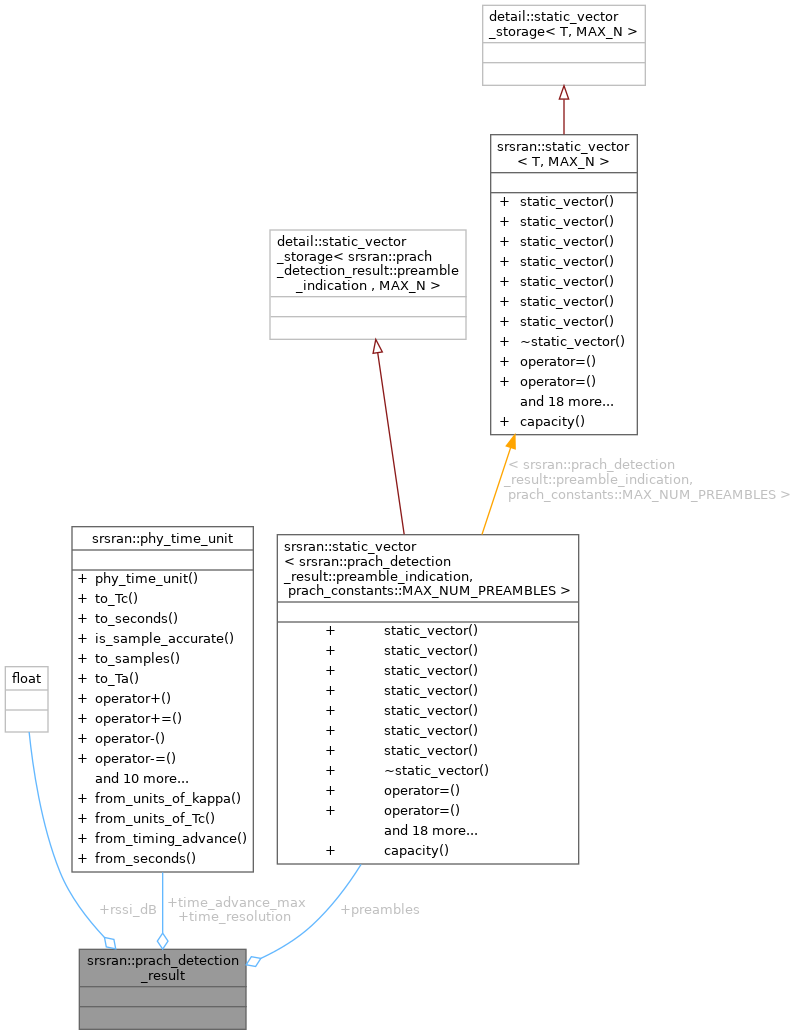 detail::static_vector
_storage< T, MAX_N >
srsran::static_vector
< T, MAX_N >
+ static_vector()
+ static_vector()
+ static_vector()
+ static_vector()
+ static_vector()
+ static_vector()
+ static_vector()
+ ~static_vector()
+ operator=()
+ operator=()
and 18 more...
+ capacity()
detail::static_vector
_storage< srsran::prach
_detection_result::preamble
_indication , MAX_N >
< srsran::prach_detection
_result::preamble_indication,
prach_constants::MAX_NUM_PREAMBLES >
srsran::phy_time_unit
+ phy_time_unit()
+ to_Tc()
+ to_seconds()
+ is_sample_accurate()
+ to_samples()
+ to_Ta()
+ operator+()
+ operator+=()
+ operator-()
+ operator-=()
and 10 more...
+ from_units_of_kappa()
+ from_units_of_Tc()
+ from_timing_advance()
+ from_seconds()
srsran::static_vector
< srsran::prach_detection
_result::preamble_indication,
prach_constants::MAX_NUM_PREAMBLES >
+ static_vector()
+ static_vector()
+ static_vector()
+ static_vector()
+ static_vector()
+ static_vector()
+ static_vector()
+ ~static_vector()
+ operator=()
+ operator=()
and 18 more...
+ capacity()
float
+rssi_dB
+time_advance_max
+time_resolution
+preambles
srsran::prach_detection
_result